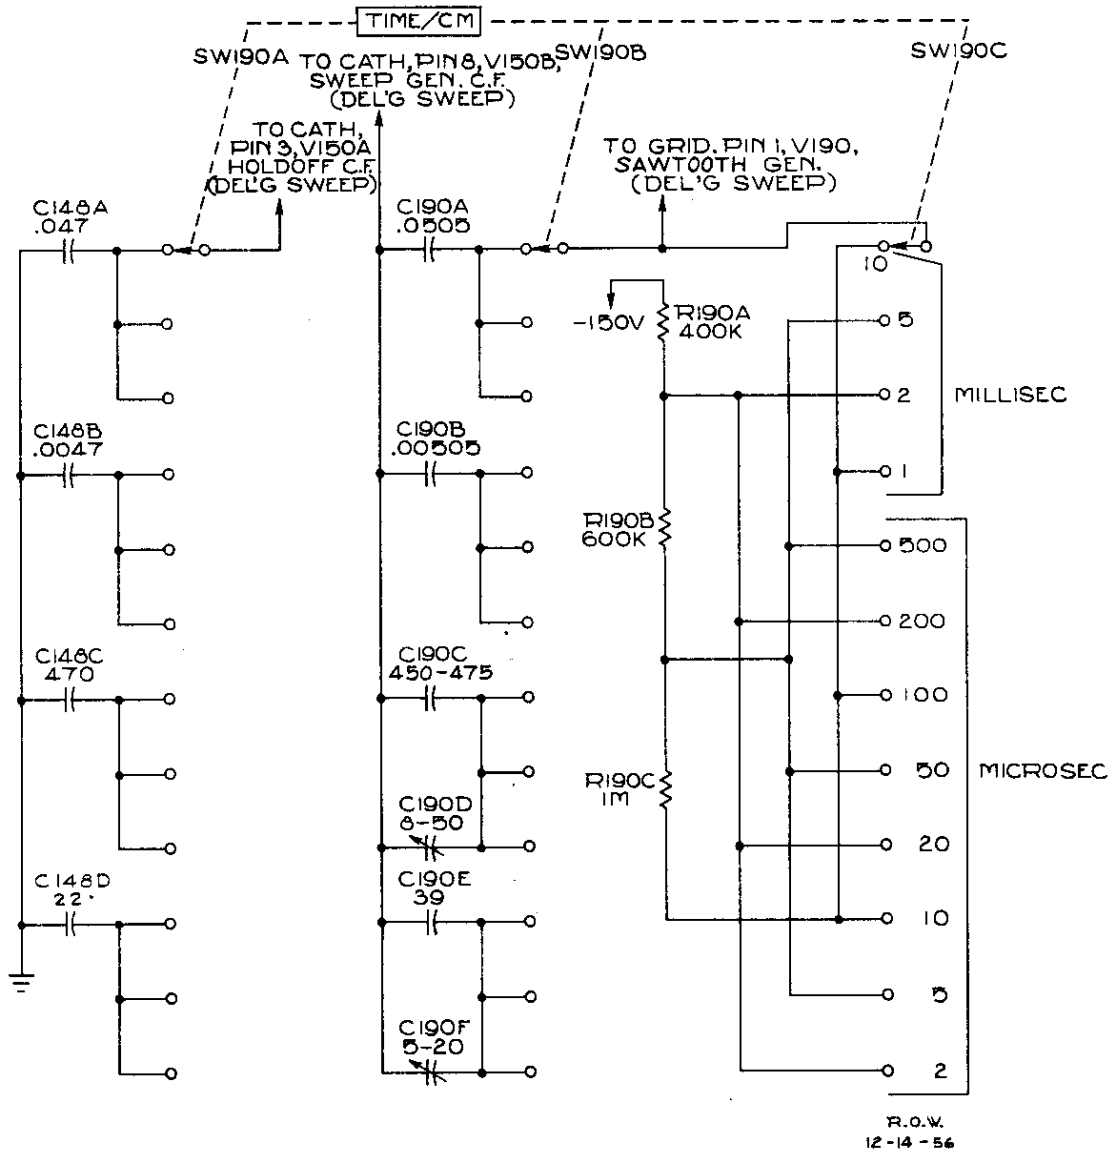 TIME/CM
SW190A
TO CATH, PIN 8, V150B,
SWEEP GEN. C.F.
(DEL'G SWEEP)
SW190B
SW190C
TO CATH,
PIN 3, V150A
HOLDOFF C.F.
(DEL'G SWEEP)
TO GRID. PIN 1, V190,
SAWTOOTH GEN.
(DEL'G SWEEP)
C148A
.047
C190A
.0505
10
-150V
R190A
400K
5
2
MILLISEC
C148B
.0047
C190B
.00505
1
R190B
600K
500
200
C148C
470
C190C
450-475
100
R190C
1M
50
MICROSEC
C190D
8-50
20
C148D
22
C190E
39
10
5
C190F
5-20
2
R.O.W.
12-14-56